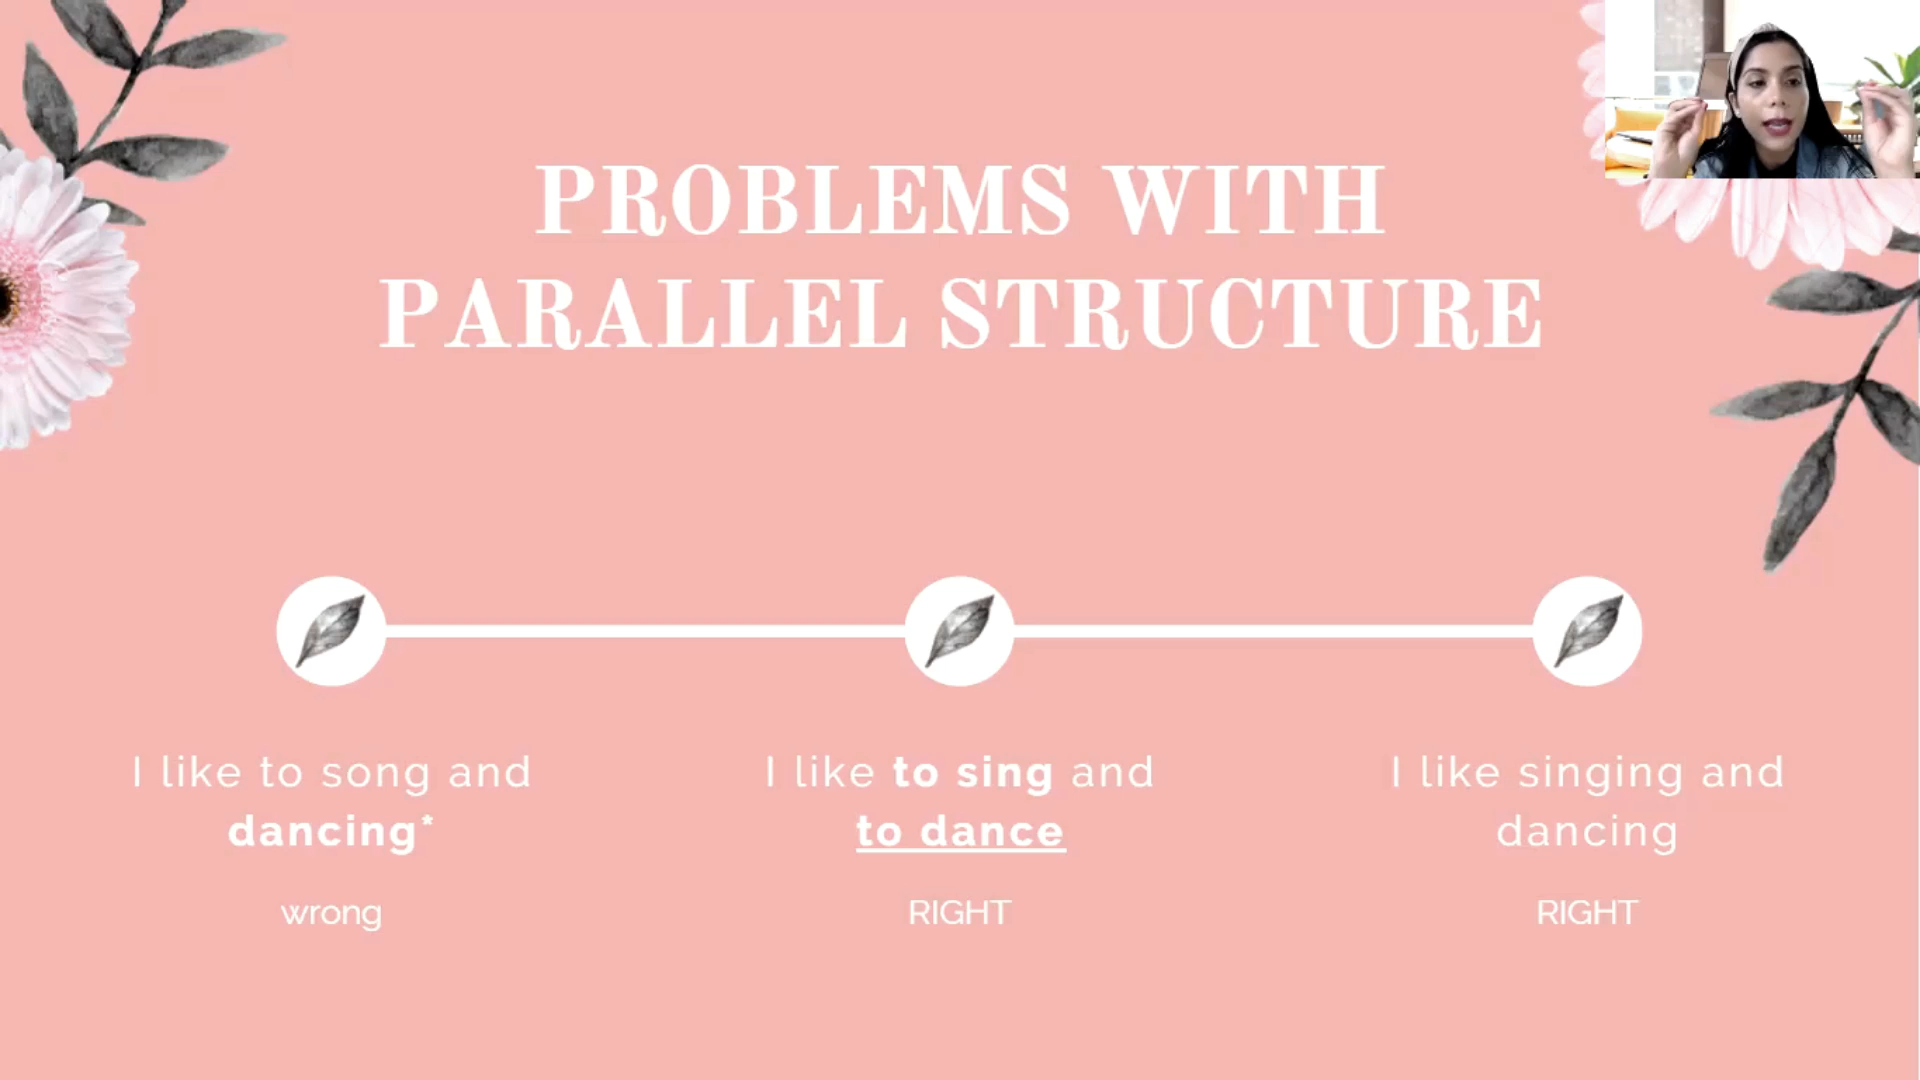 PROBLEMS WITH
PARALLEL STRUCTURE
I like to song and
dancing*
wrong
I like to sing and
to dance
RIGHT
I like singing and
dancing
RIGHT